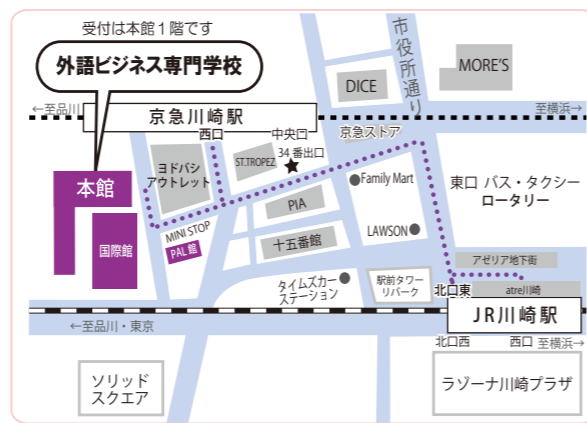 受付は本館1階です
外語ビジネス専門学校
←至品川
京急川崎駅
至横浜→
市役所通り
DICE
MORE'S
西口
中央口
34番出口
京急ストア
ヨドバシ
アウトレット
ST.TROPEZ
★
本館
国際館
MINI STOP
PAL館
PIA
十五番館
Family Mart
LAWSON
東口 バス・タクシー
ロータリー
タイムズカー
ステーション
駅前タワー
リパーク
アゼリア地下街
北口東
atre川崎
JR川崎駅
←至品川・東京
北口西
西口
至横浜→
ソリッド
スクエア
ラゾーナ川崎プラザ